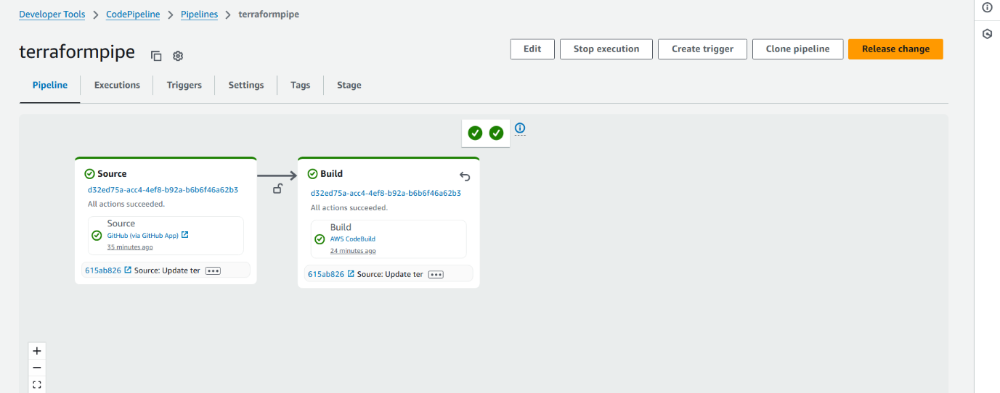 Developer Tools > CodePipeline > Pipelines > terraformpipe
terraformpipe
Edit
Stop execution
Create trigger
Clone pipeline
Release change
Pipeline
Executions
Triggers
Settings
Tags
Stage
Source
d32ed75a-acc4-4ef8-b92a-b6b6f46a62b3
All actions succeeded.
Source
GitHub (via GitHub App)
35 minutes ago
615ab826 Source: Update ter
Build
d32ed75a-acc4-4ef8-b92a-b6b6f46a62b3
All actions succeeded.
Build
AWS CodeBuild
24 minutes ago
615ab826 Source: Update ter